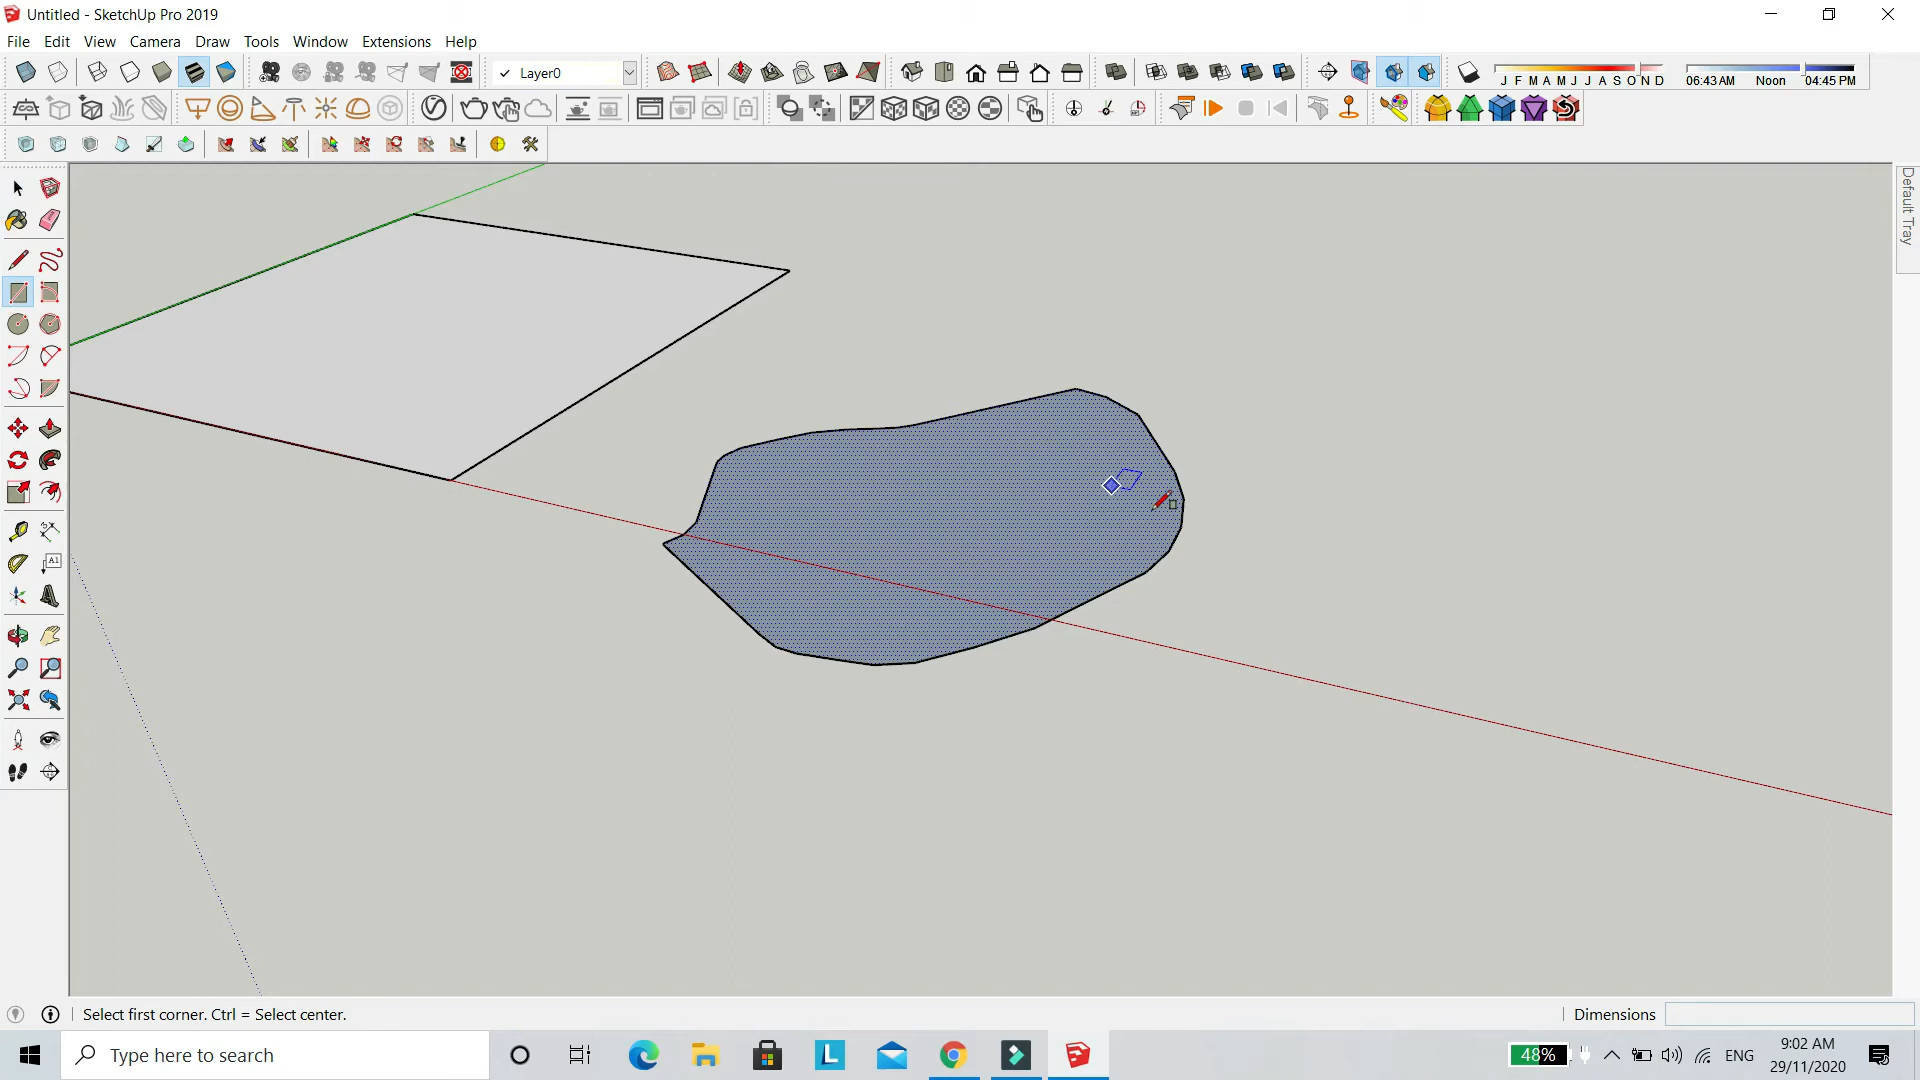 Untitled - SketchUp Pro 2019
File Edit View Camera Draw Tools Window Extensions Help
Layer0
J F M A M J J A S O N D
06:43 AM Noon 04:45 PM
Default Tray
A1
Select first corner. Ctrl = Select center.
Dimensions
Type here to search
L
48%
ENG
9:02 AM
29/11/2020